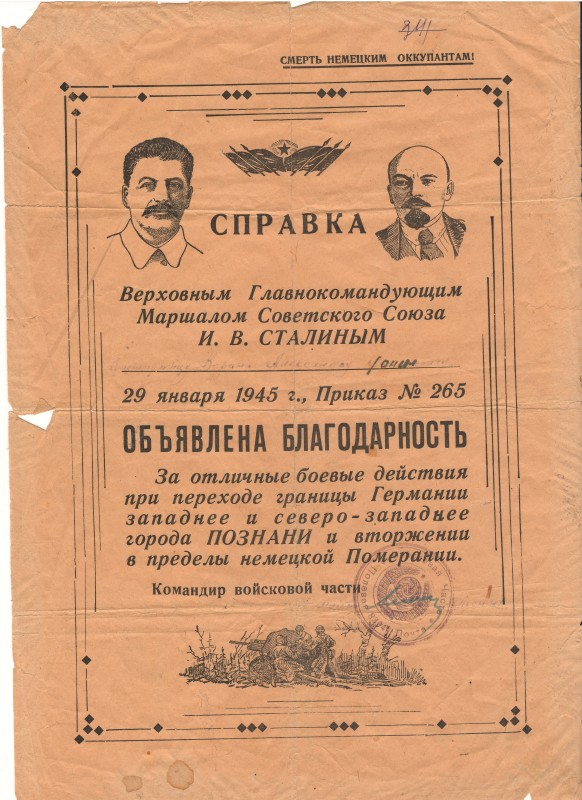 СМЕРТЬ НЕМЕЦКИМ ОККУПАНТАМ!
СПРАВКА
Верховным Главнокомандующим
Маршалом Советского Союза
И. В. СТАЛИНЫМ
29 января 1945 г., Приказ № 265
ОБЪЯВЛЕНА БЛАГОДАРНОСТЬ
За отличные боевые действия
при переходе границы Германии
западнее и северо-западнее
города ПОЗНАНИ и вторжении
в пределы немецкой Померании.
Командир войсковой части